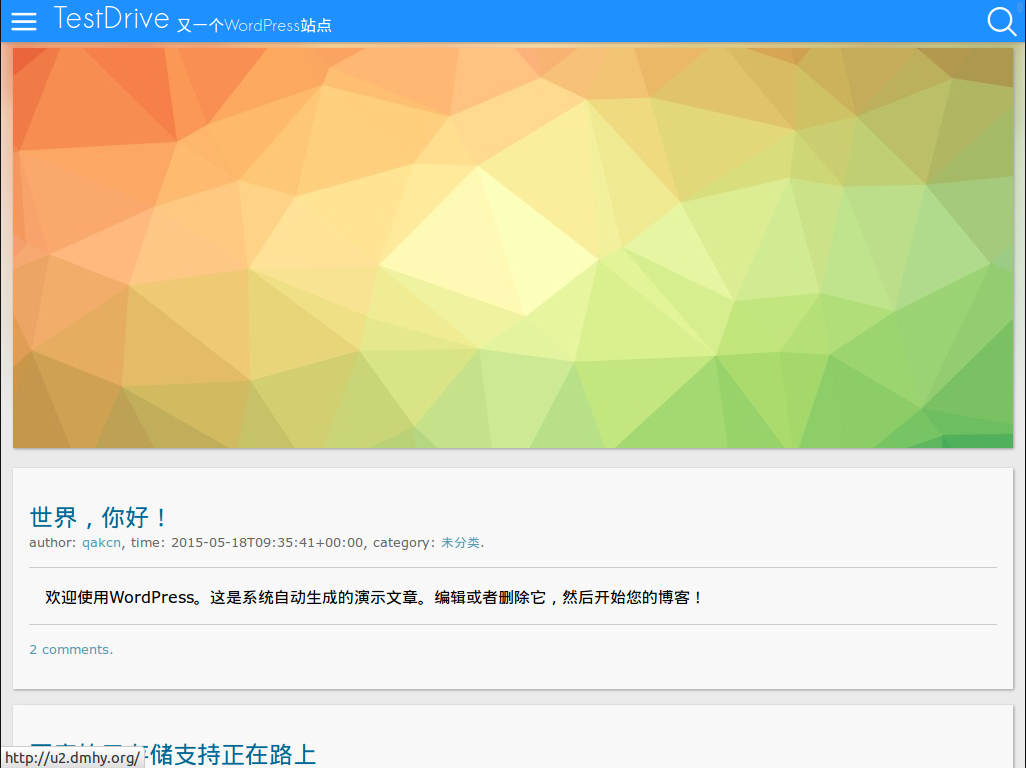 TestDrive 又一个WordPress站点
世界，你好！
author: qakcn, time: 2015-05-18T09:35:41+00:00, category: 未分类.
欢迎使用WordPress。这是系统自动生成的演示文章。编辑或者删除它，然后开始您的博客！
2 comments.
储支持正在路上
http://u2.dmhy.org/